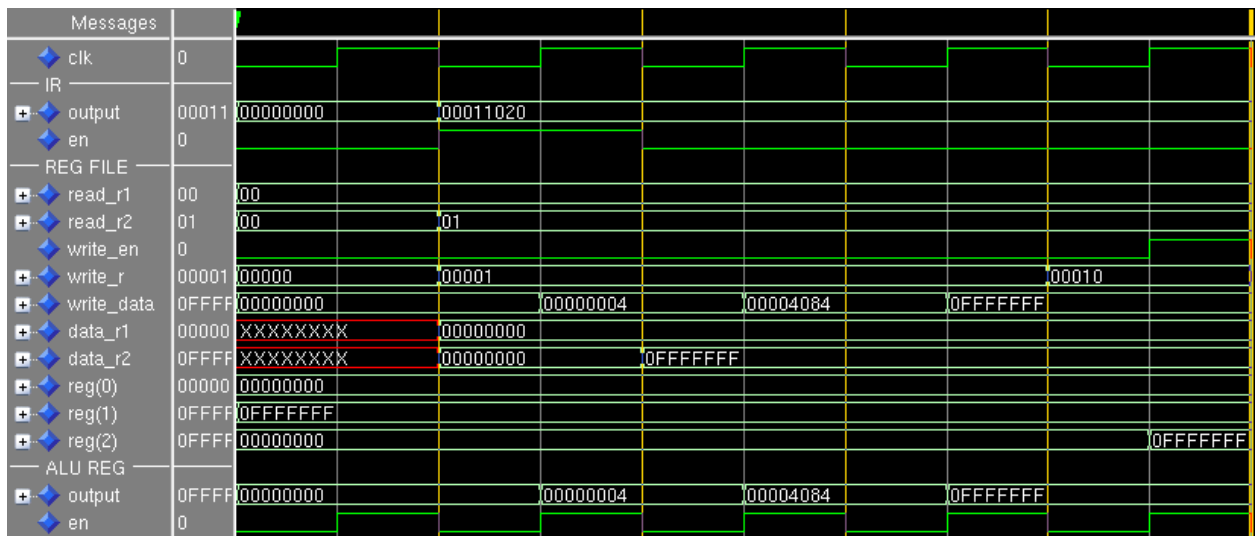 Messages
clk 0
IR
output 00011 00000000 00011020
en 0
REG FILE
read_r1 00 00
read_r2 01 00 01
write_en 0
write_r 00001 00000 00001 00010
write_data 0FFFF 00000000 00000004 00004084 0FFFFFFF
data_r1 00000 XXXXXXXX 00000000
data_r2 0FFFF XXXXXXXX 00000000 0FFFFFFF
reg(0) 00000 00000000
reg(1) 0FFFF 0FFFFFFF
reg(2) 0FFFF 00000000 0FFFFFFF
ALU REG
output 0FFFF 00000000 00000004 00004084 0FFFFFFF
en 0